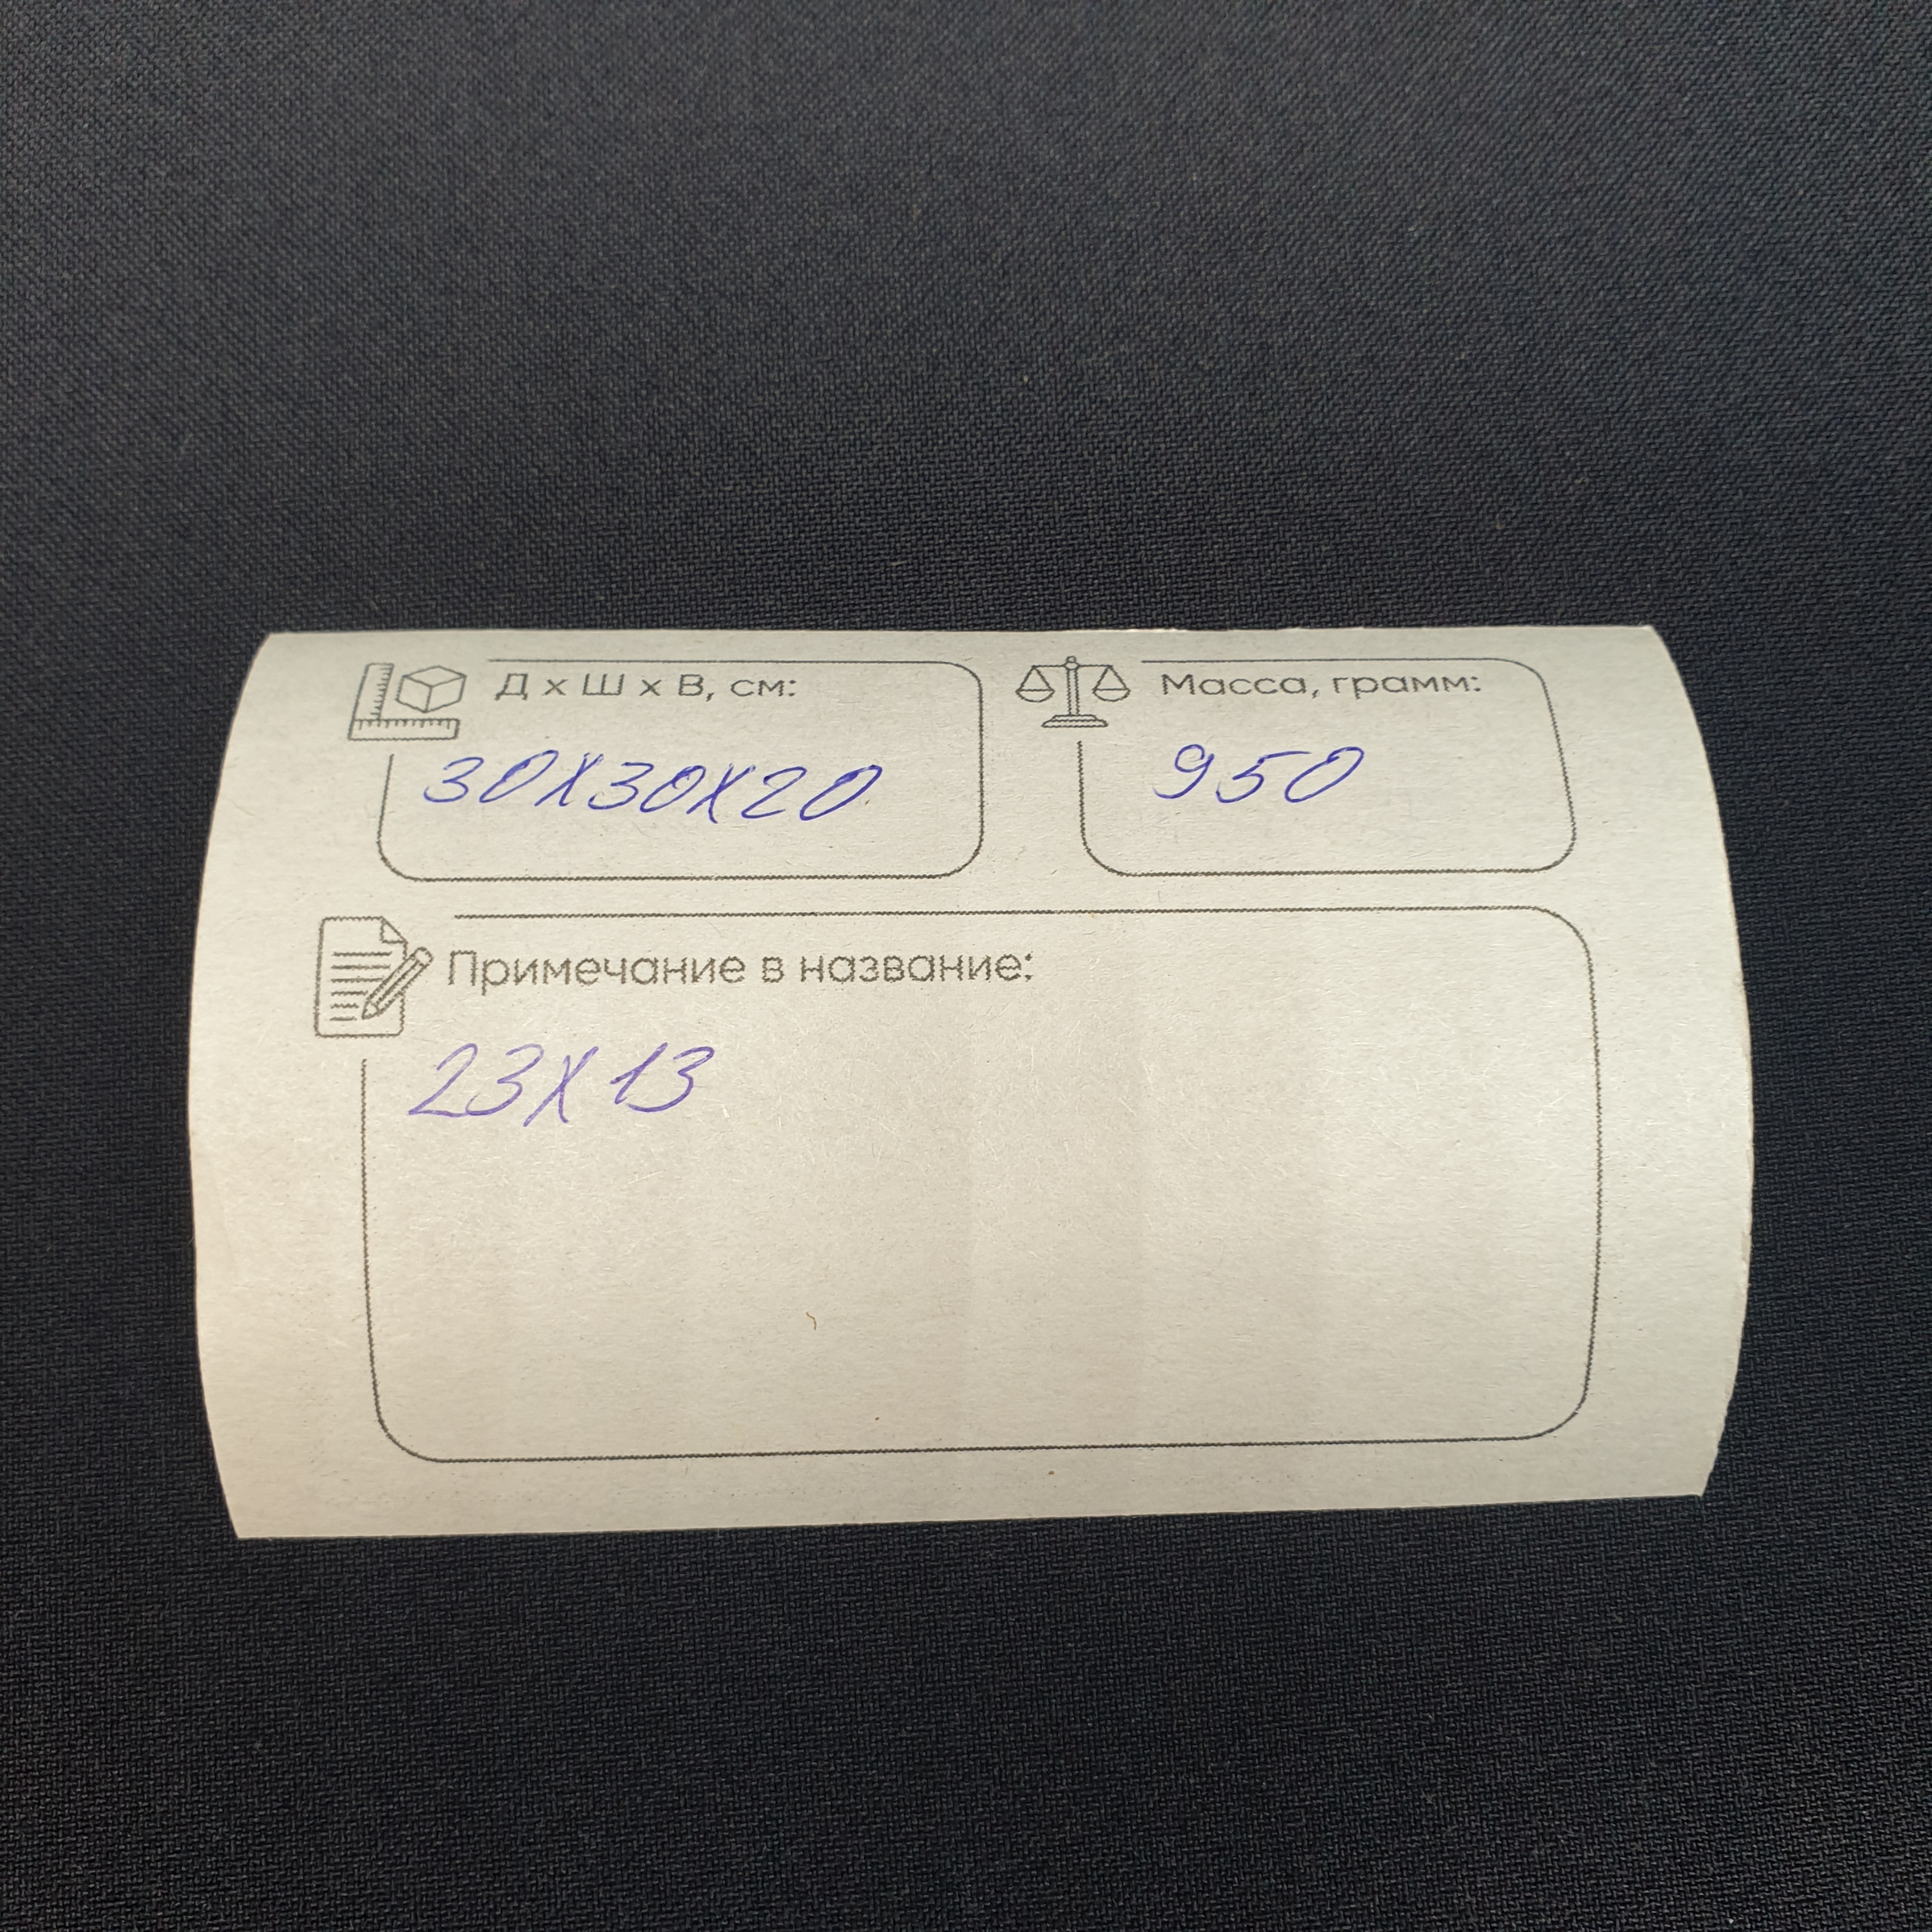 Д х Ш х В, см:
30X30X20
Масса, грамм:
950
Примечание в название:
23X13